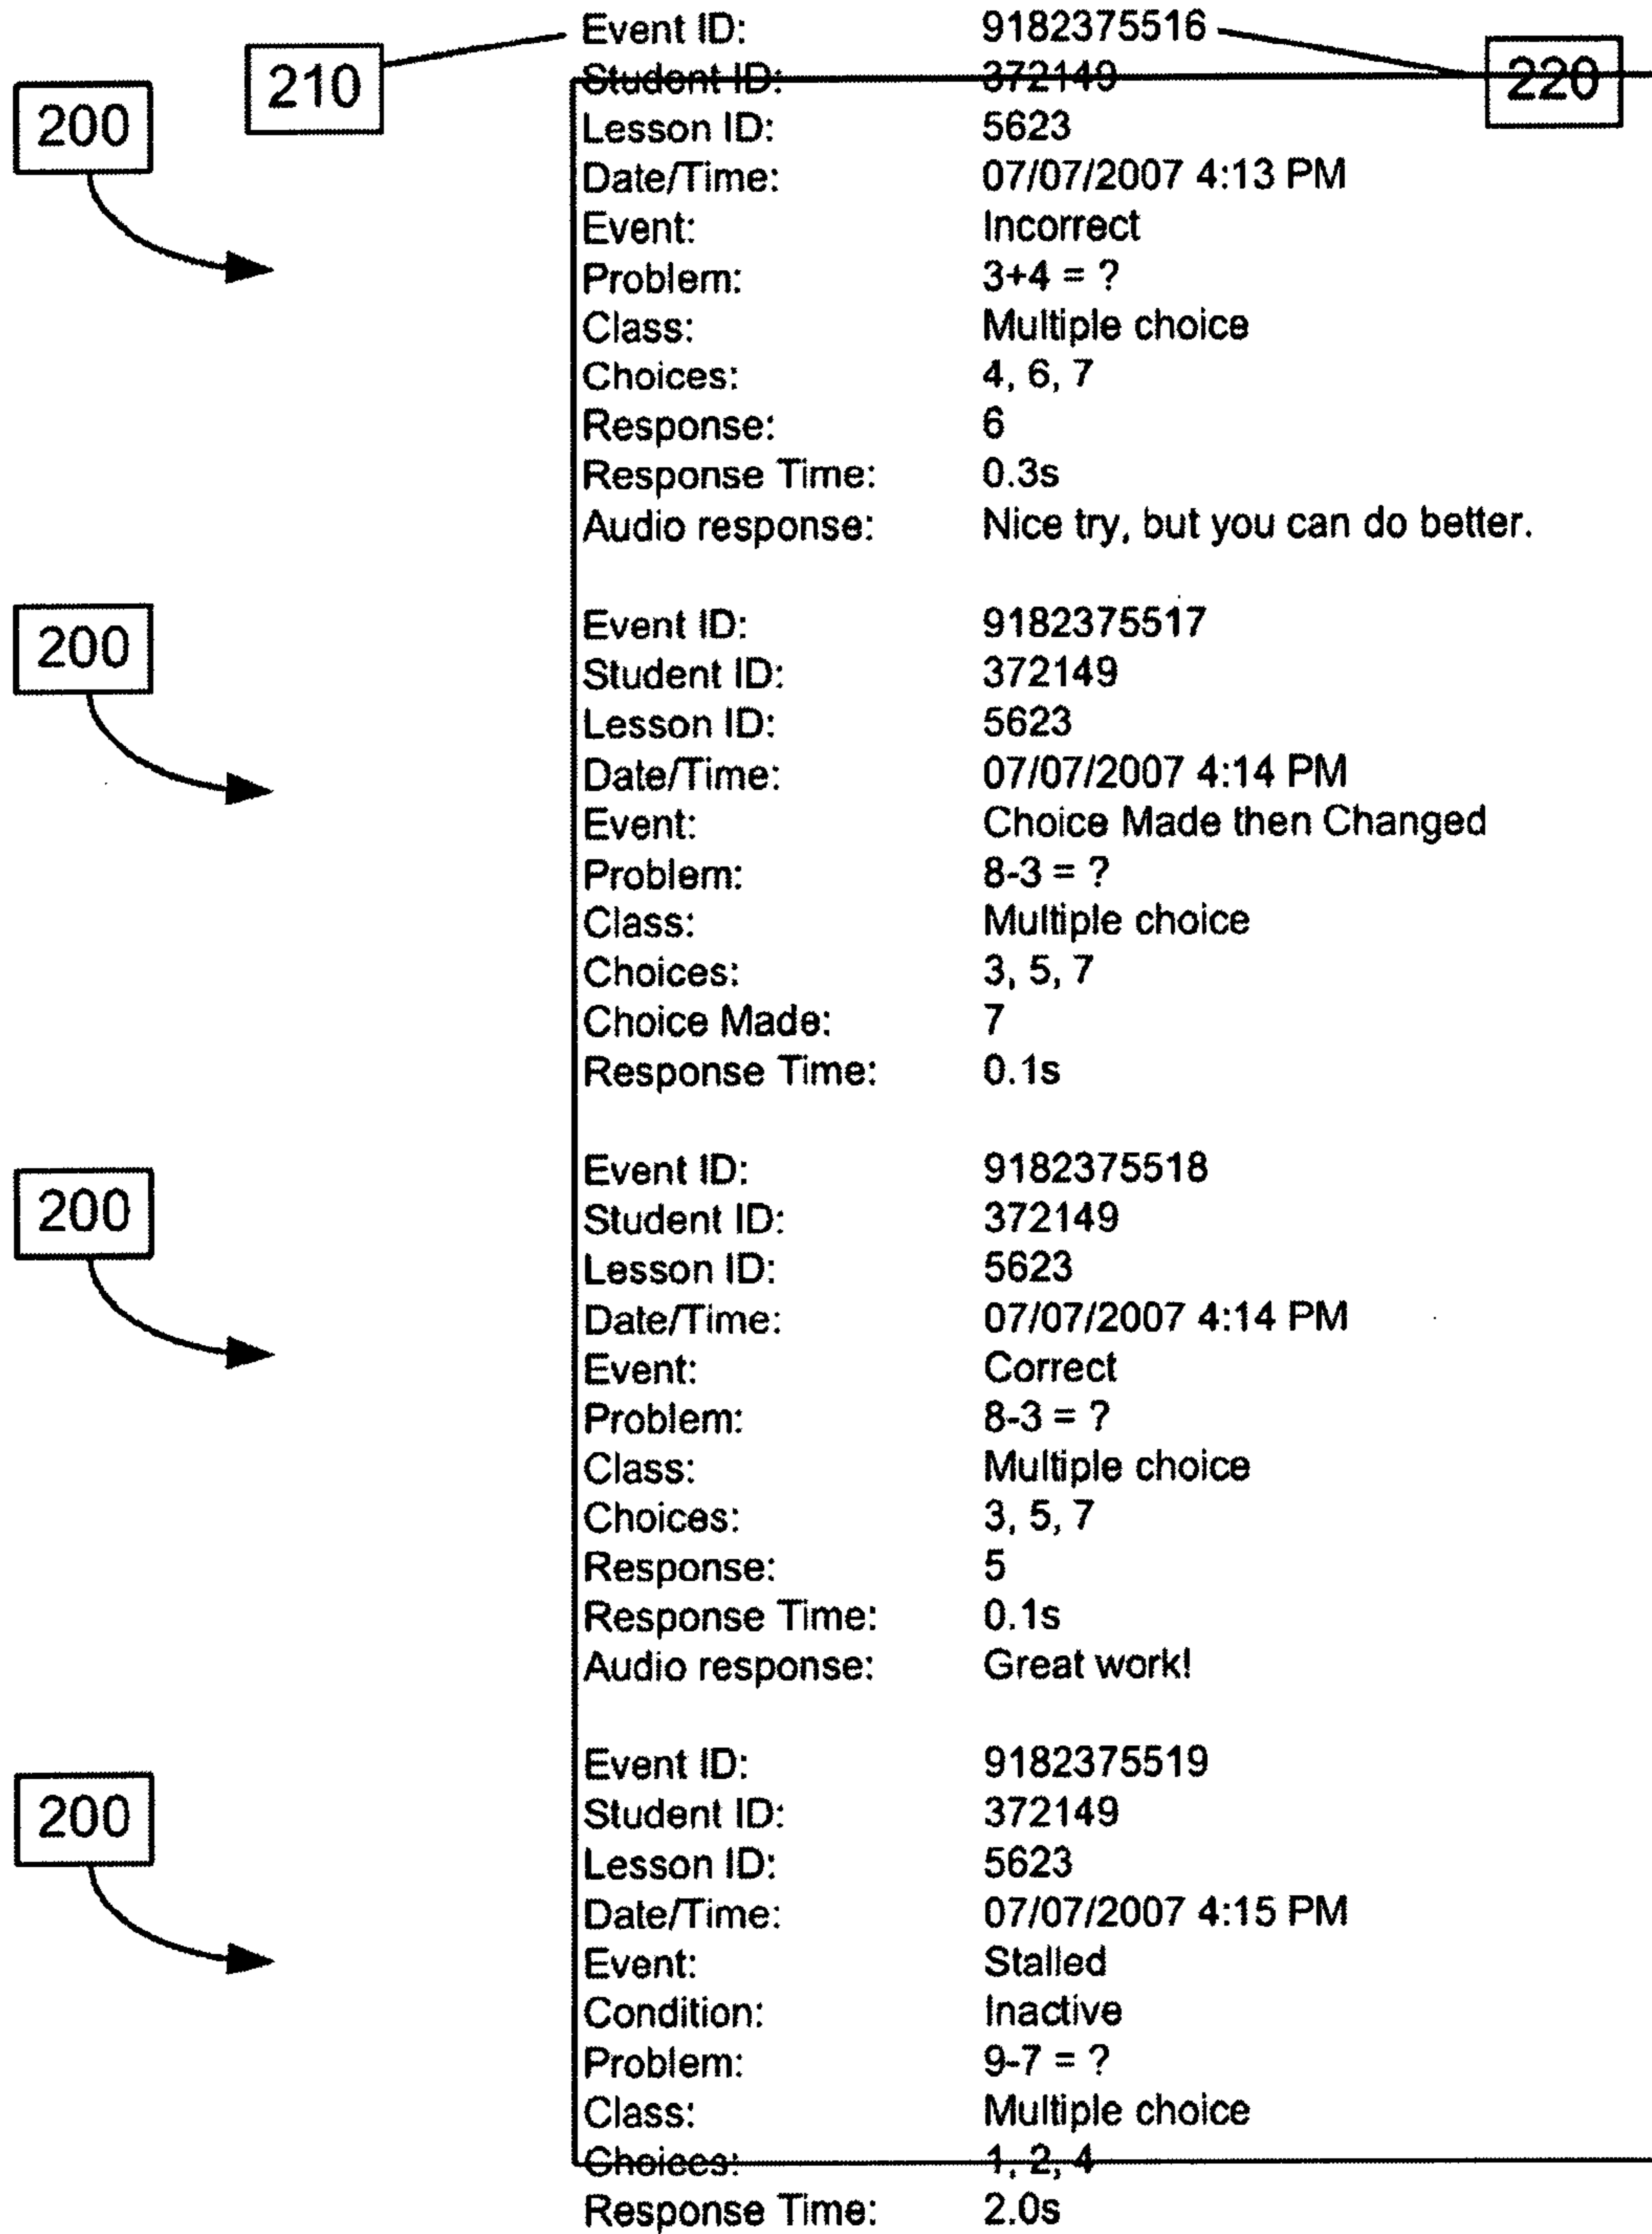 Event ID: 9182375516
210
220
Student ID: 372149
200
Lesson ID: 5623
Date/Time: 07/07/2007 4:13 PM
Event: Incorrect
Problem: 3+4 = ?
Class: Multiple choice
Choices: 4, 6, 7
Response: 6
Response Time: 0.3s
Audio response: Nice try, but you can do better.
200
Event ID: 9182375517
Student ID: 372149
Lesson ID: 5623
Date/Time: 07/07/2007 4:14 PM
Event: Choice Made then Changed
Problem: 8-3 = ?
Class: Multiple choice
Choices: 3, 5, 7
Choice Made: 7
Response Time: 0.1s
200
Event ID: 9182375518
Student ID: 372149
Lesson ID: 5623
Date/Time: 07/07/2007 4:14 PM
Event: Correct
Problem: 8-3 = ?
Class: Multiple choice
Choices: 3, 5, 7
Response: 5
Response Time: 0.1s
Audio response: Great work!
200
Event ID: 9182375519
Student ID: 372149
Lesson ID: 5623
Date/Time: 07/07/2007 4:15 PM
Event: Stalled
Condition: Inactive
Problem: 9-7 = ?
Class: Multiple choice
Choices: 1, 2, 4
Response Time: 2.0s